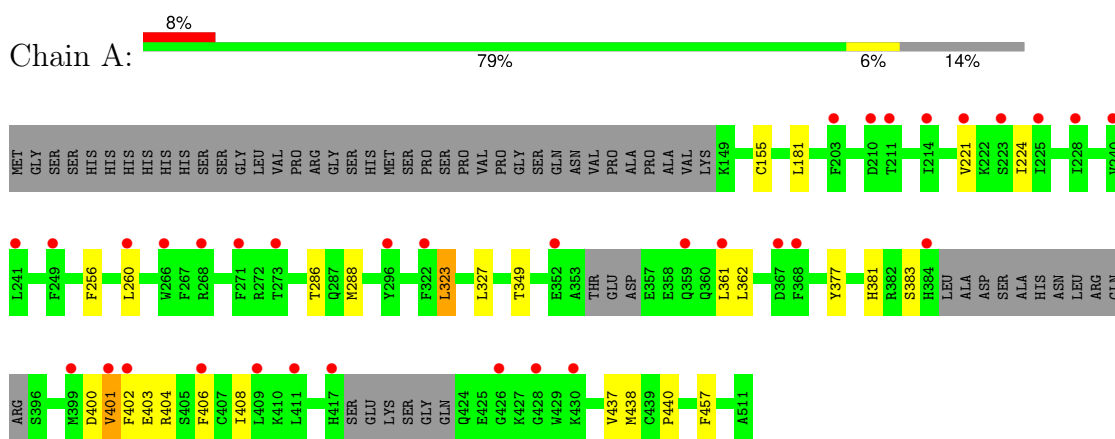 8%
Chain A:
79% 6% 14%
MET GLY SER SER HIS HIS HIS HIS HIS HIS SER SER GLY LEU VAL PRO ARG GLY SER HIS MET SER PRO SER PRO VAL PRO GLY SER GLN ASN VAL PRO ALA PRO ALA VAL LYS K149 C155 L181 F203 D210 T211 I214 V221 K222 S223 I224 I225 I228 V240
L241 F249 F256 L260 W266 F267 R268 F271 R272 T273 T286 Q287 M288 Y296 F322 L323 L327 T349 E352 A353 THR GLU ASP E357 E358 Q359 Q360 L361 L362 D367 F368 Y377 H381 R382 S383 H384 LEU ALA ASP SER ALA HIS ASN LEU ARG GLN
ARG S396 M399 D400 V401 F402 E403 R404 S405 F406 C407 I408 L409 K410 L411 H417 SER GLU LYS SER GLY GLN Q424 E425 G426 K427 G428 W429 K430 V437 M438 C439 P440 F457 A511